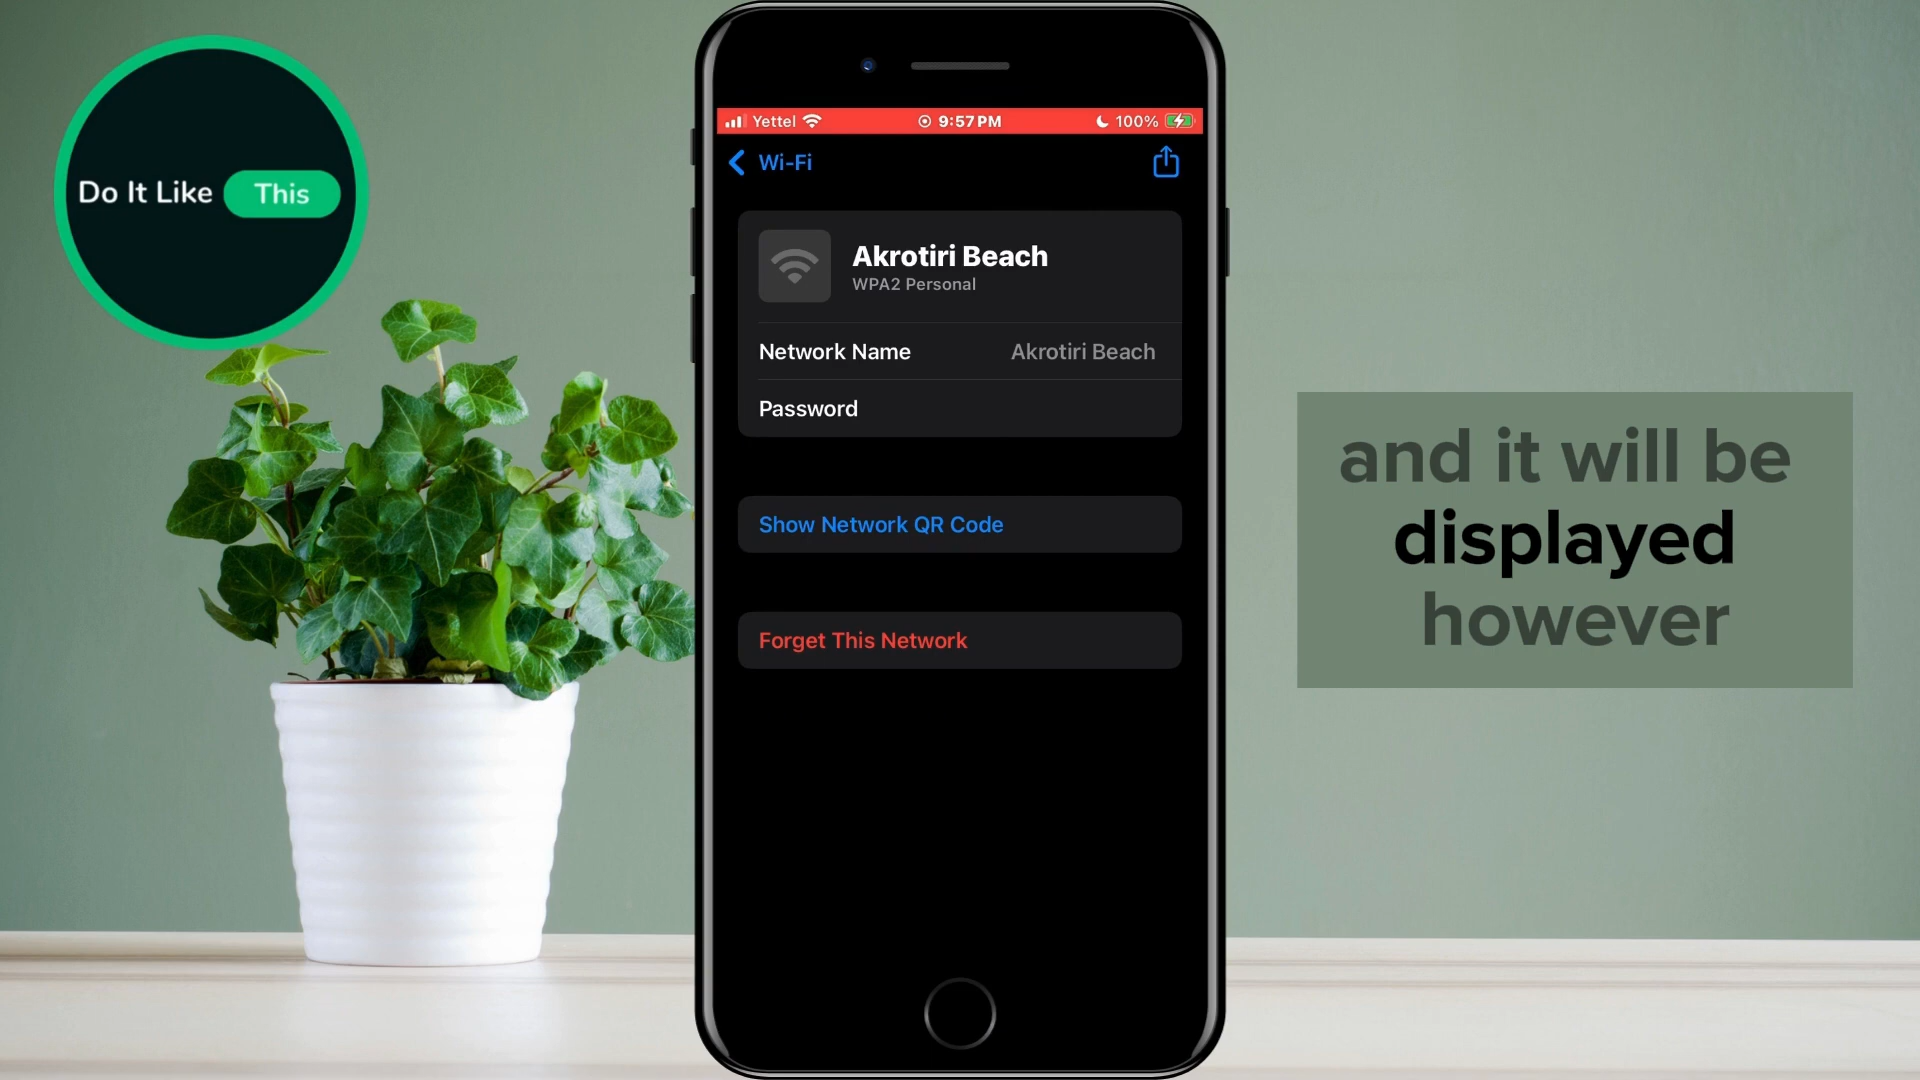 Do It Like This
Yettel 9:57 PM 100%
Wi-Fi
Akrotiri Beach
WPA2 Personal
Network Name Akrotiri Beach
Password
Show Network QR Code
Forget This Network
and it will be
displayed
however